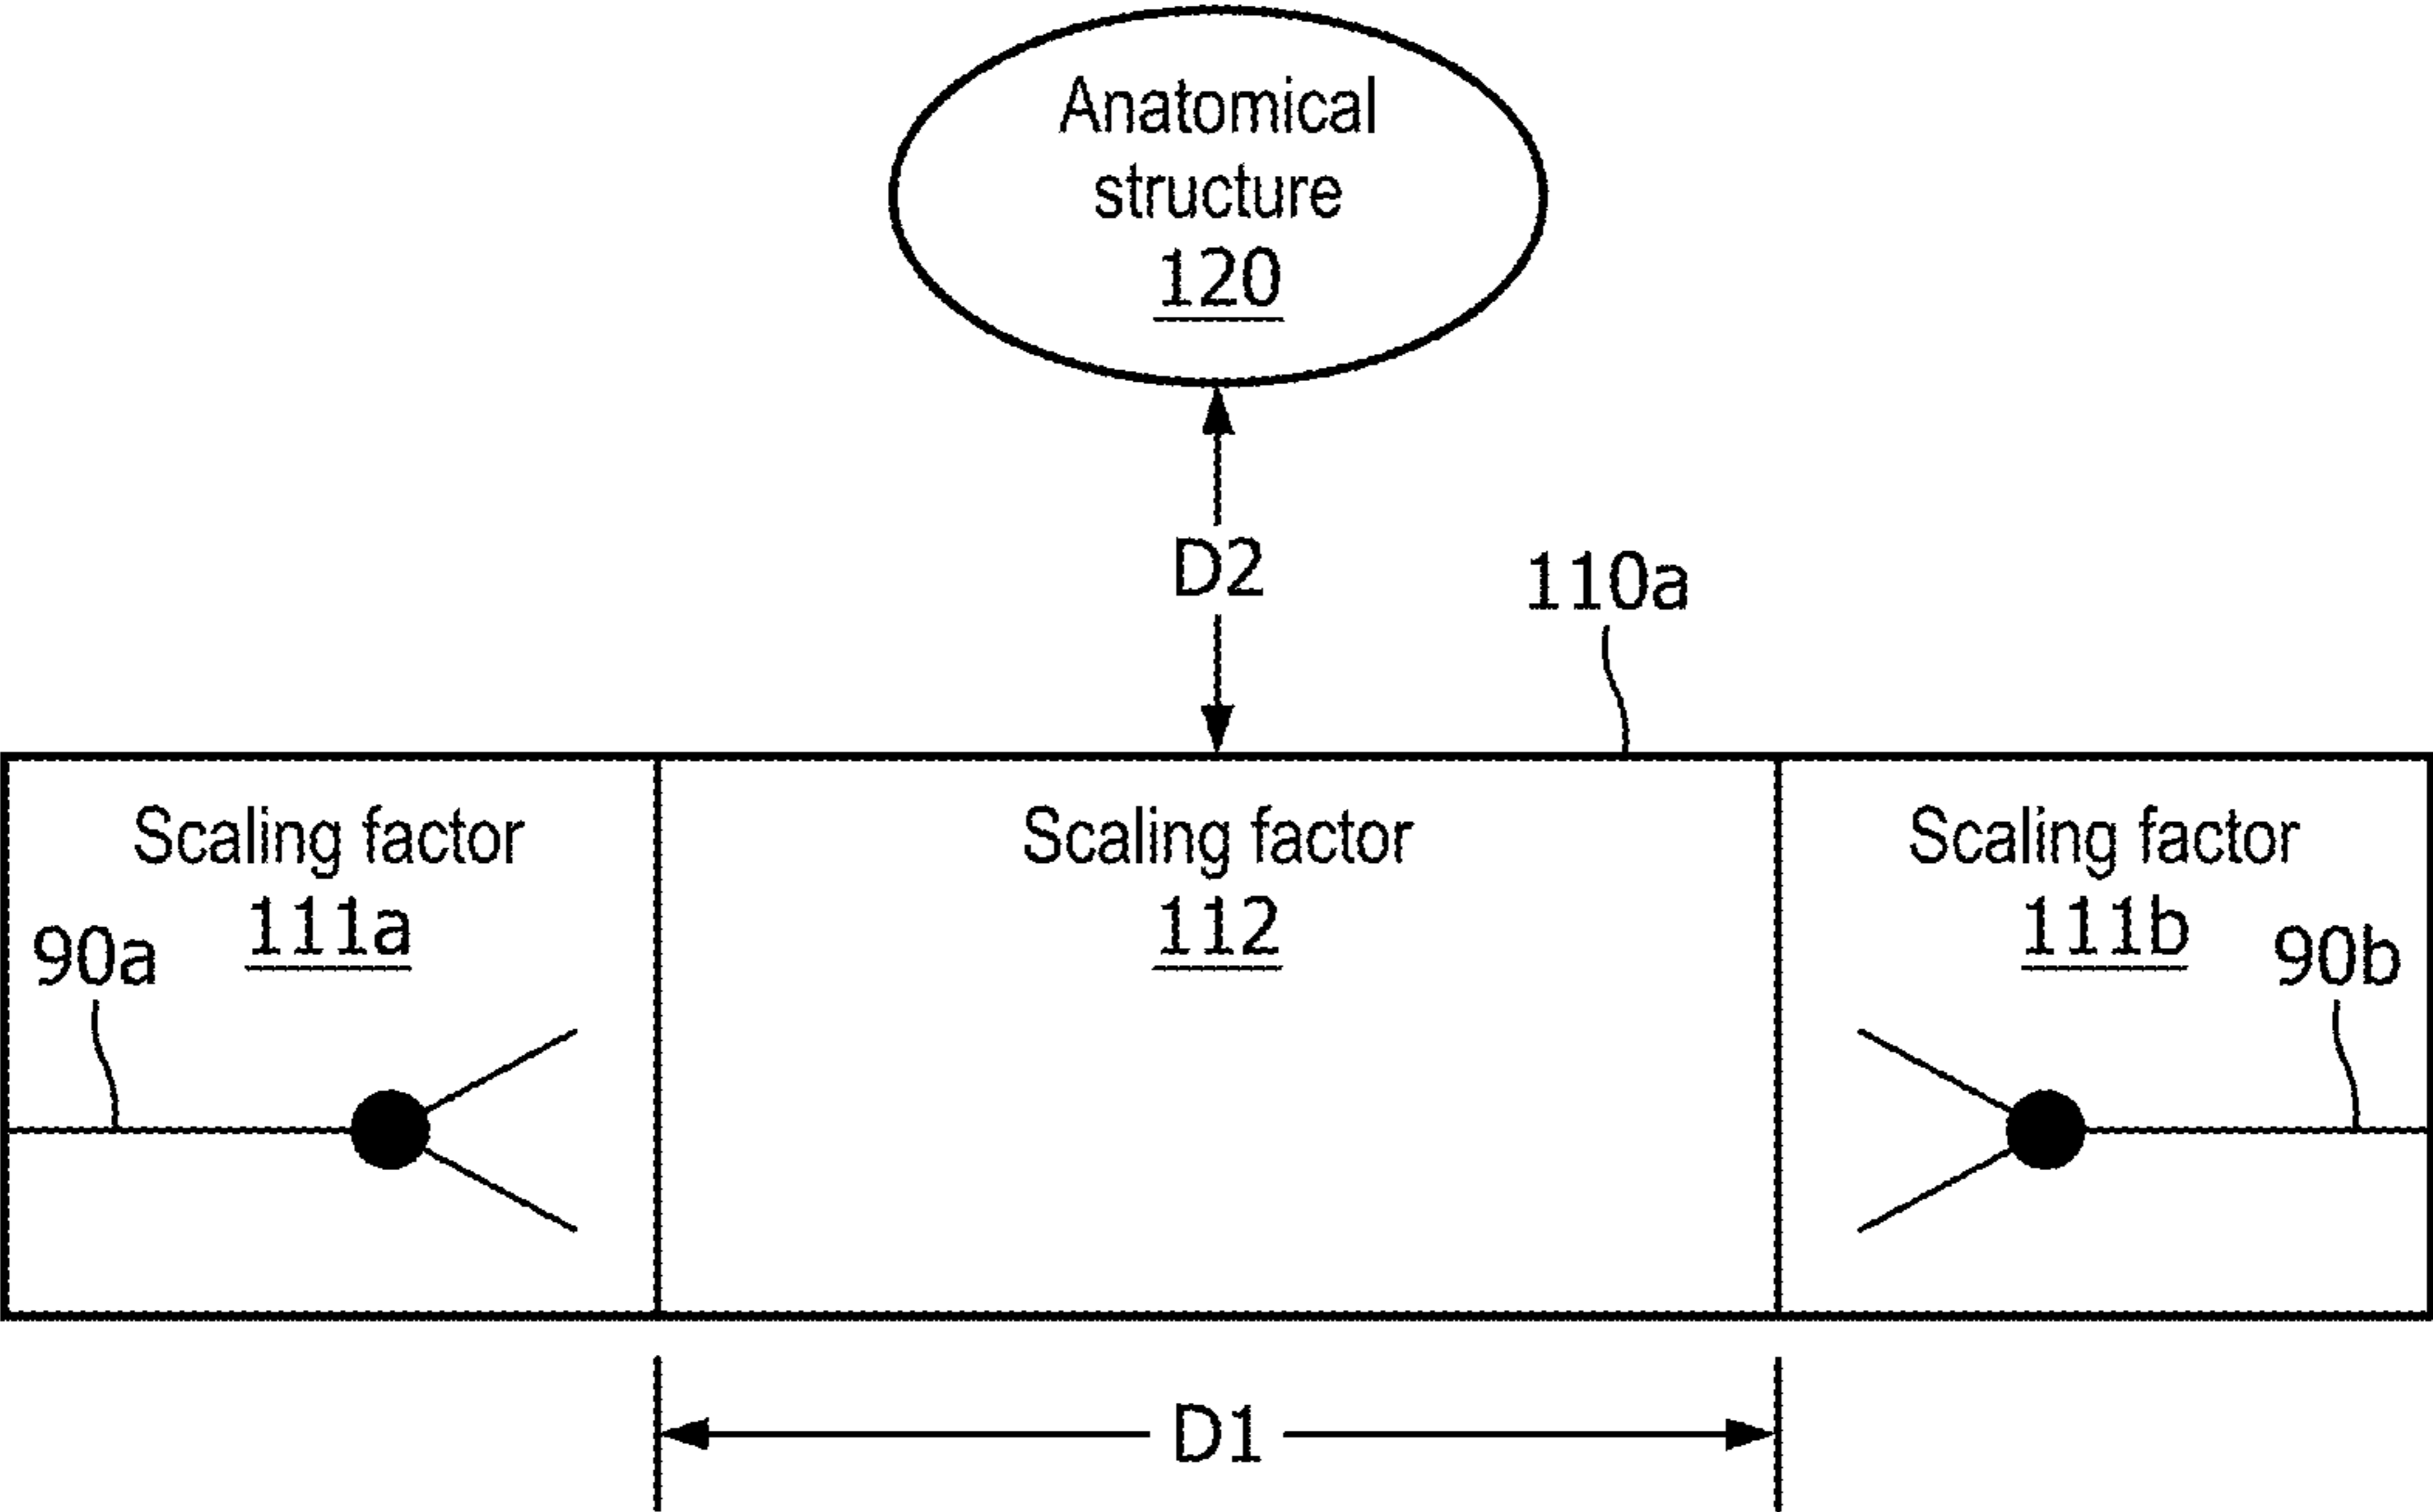 Anatomical
structure
120
D2
110a
Scaling factor
111a
90a
Scaling factor
112
Scaling factor
111b
90b
D1